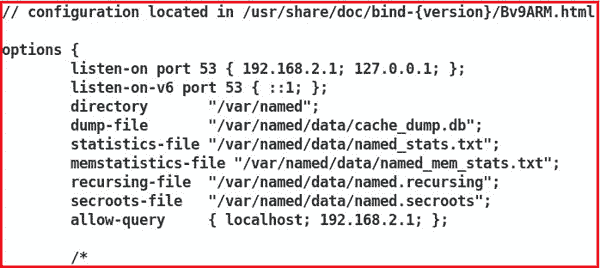 // configuration located in /usr/share/doc/bind-{version}/Bv9ARM.html
options {
listen-on port 53 { 192.168.2.1; 127.0.0.1; };
listen-on-v6 port 53 { ::1; };
directory "/var/named";
dump-file "/var/named/data/cache_dump.db";
statistics-file "/var/named/data/named_stats.txt";
memstatistics-file "/var/named/data/named_mem_stats.txt";
recursing-file "/var/named/data/named.recursing";
secroots-file "/var/named/data/named.secroots";
allow-query { localhost; 192.168.2.1; };
/*